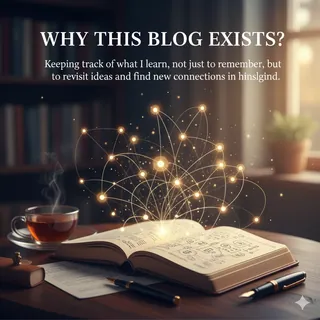 WHY THIS BLOG EXISTS?
Keeping track of what I learn, not just to remember, but
to revisit ideas and find new connections in hinslgind.